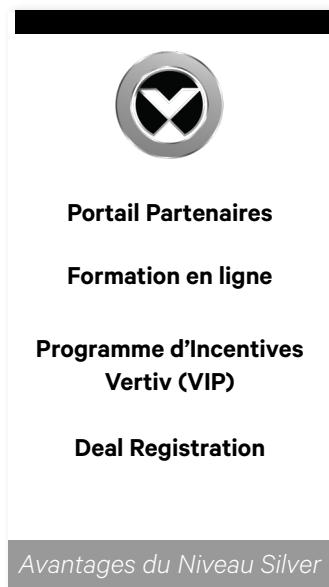 Portail Partenaires
Formation en ligne
Programme d’Incentives
Vertiv (VIP)
Deal Registration
Avantages du Niveau Silver